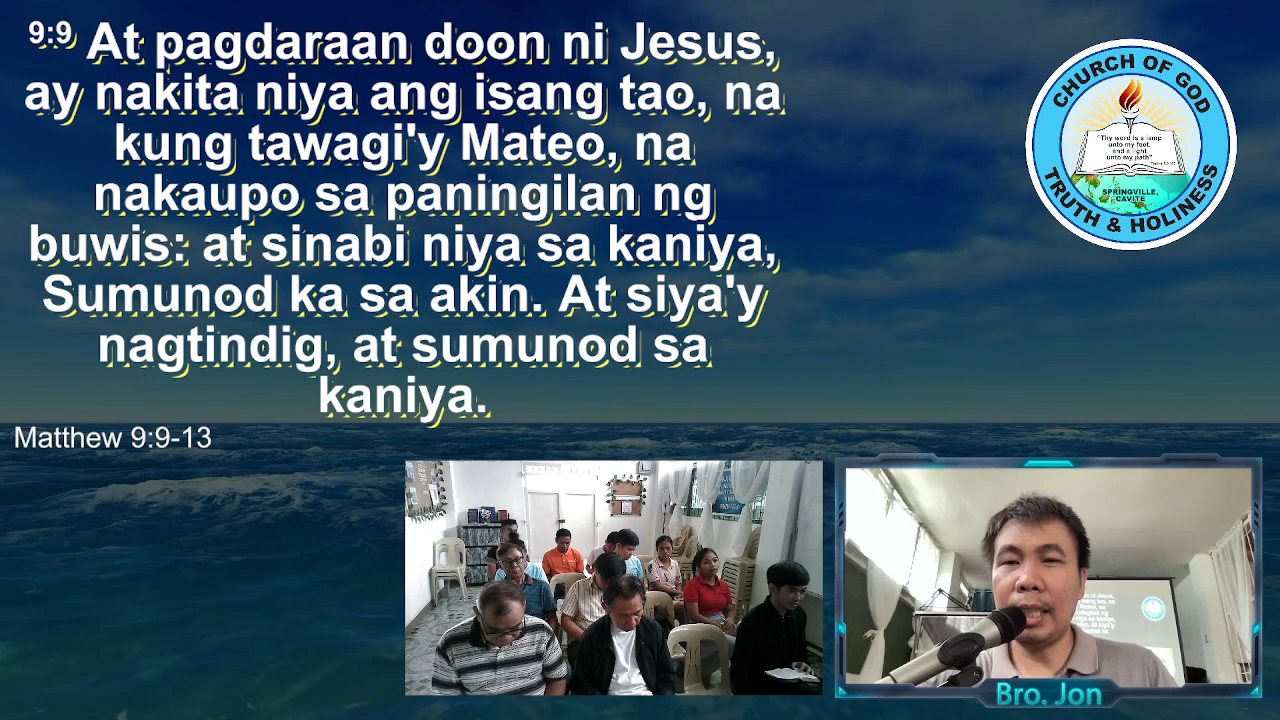 9:9 At pagdaraan doon ni Jesus,
ay nakita niya ang isang tao, na
kung tawagi'y Mateo, na
nakaupo sa paningilan ng
buwis: at sinabi niya sa kaniya,
Sumunod ka sa akin. At siya'y
nagtindig, at sumunod sa
kaniya.
Matthew 9:9-13
CHURCH OF GOD
"Thy word is a lamp
unto my foot,
and a light
unto my path"
SPRINGVILLE,
CAVITE
TRUTH & HOLINESS
Bro. Jon